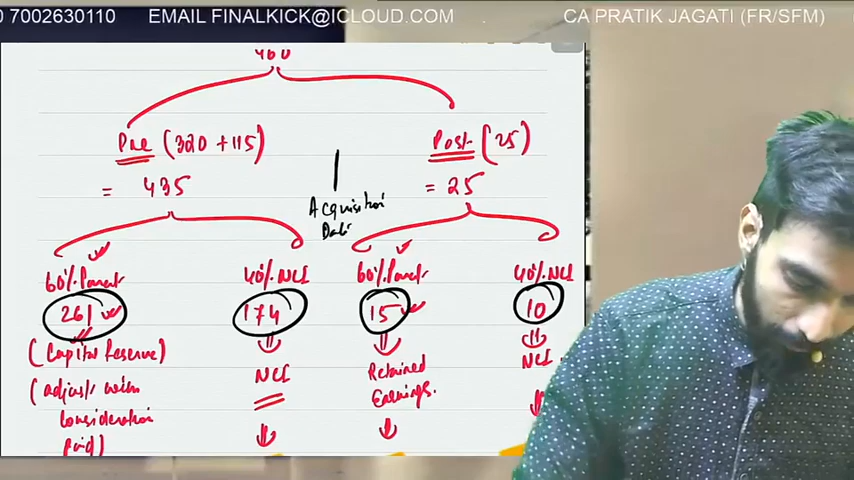 0 7002630110 EMAIL FINALKICK@ICLOUD.COM . CA PRATIK JAGATI (FR/SFM)
460
Pre (320 + 115) Post (25)
= 435 = 25
Acquisition
Date
60% Parent 40% NCI 60% Parent 40% NCI
261 174 15 10
(Capital Reserve) NCI Retained NCI
(adjust with Earnings.
Consideration
Paid)